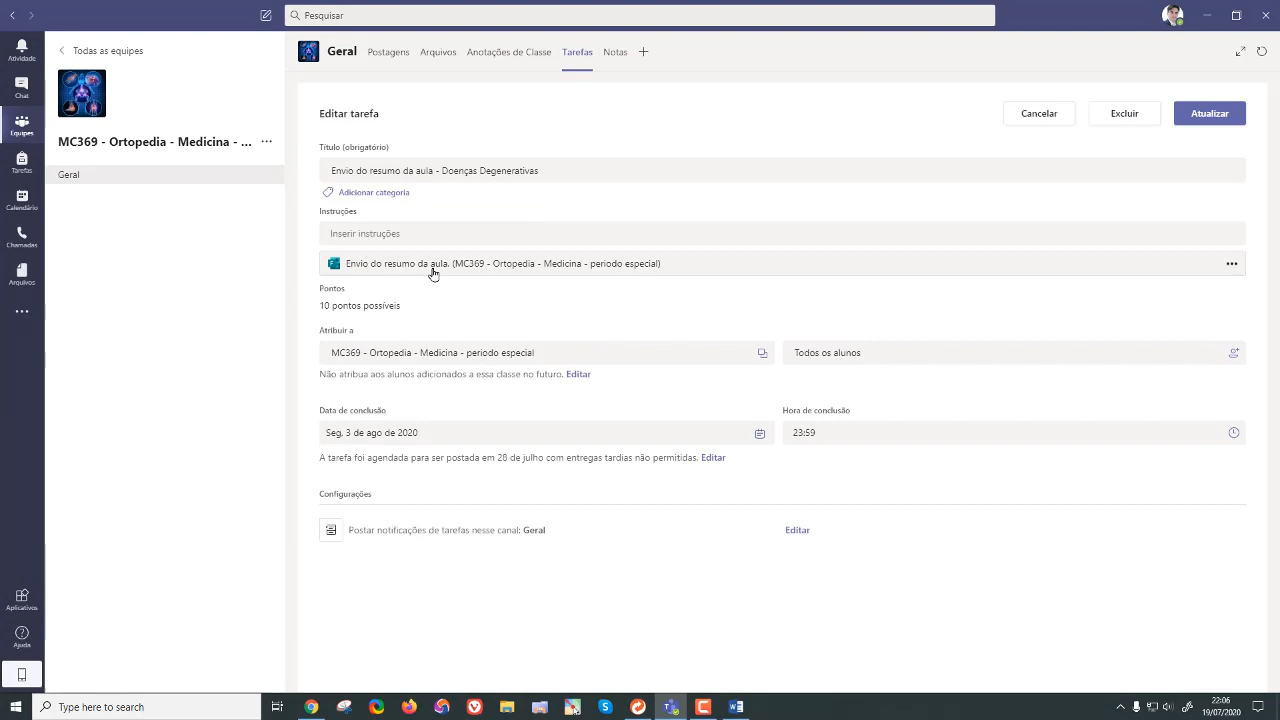 Pesquisar
Atividade
Chat
Equipes
Tarefas
Calendário
Chamadas
Arquivos
Aplicativos
Ajuda
Todas as equipes
MC369 - Ortopedia - Medicina - ...
Geral
Geral Postagens Arquivos Anotações de Classe Tarefas Notas
Editar tarefa
Cancelar Excluir Atualizar
Título (obrigatório)
Envio do resumo da aula - Doenças Degenerativas
Adicionar categoria
Instruções
Inserir instruções
Envio do resumo da aula. (MC369 - Ortopedia - Medicina - periodo especial)
Pontos
10 pontos possíveis
Atribuir a
MC369 - Ortopedia - Medicina - periodo especial Todos os alunos
Não atribua aos alunos adicionados a essa classe no futuro. Editar
Data de conclusão Hora de conclusão
Seg, 3 de ago de 2020 23:59
A tarefa foi agendada para ser postada em 28 de julho com entregas tardias não permitidas. Editar
Configurações
Postar notificações de tarefas nesse canal: Geral Editar
Type here to search
22:06
19/07/2020